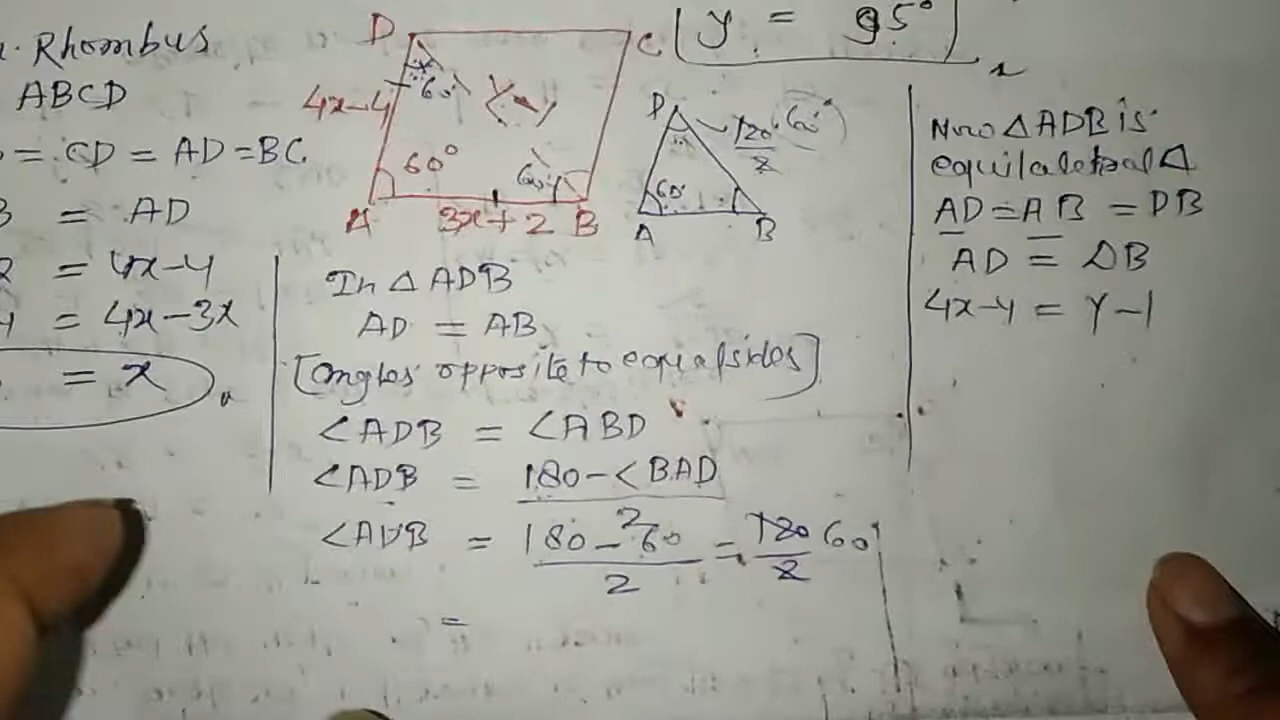 Rhombus
ABCD
= CD = AD = BC
= AD
= 4x-4
= 4x-3x
= x
D
C
4x-4
60°
60°
A
3x+2
B
y = 95°
D
120°
2
60°
60°
A
B
In △ ADB
AD = AB
[angles opposite to equal sides]
<ADB = <ABD
<ADB = 180-<BAD
2
<ADB = 180-60 = 120 60°
2 2
=
Now △ADB is
equilateral △
AD = AB = DB
AD = DB
4x-4 = y-1